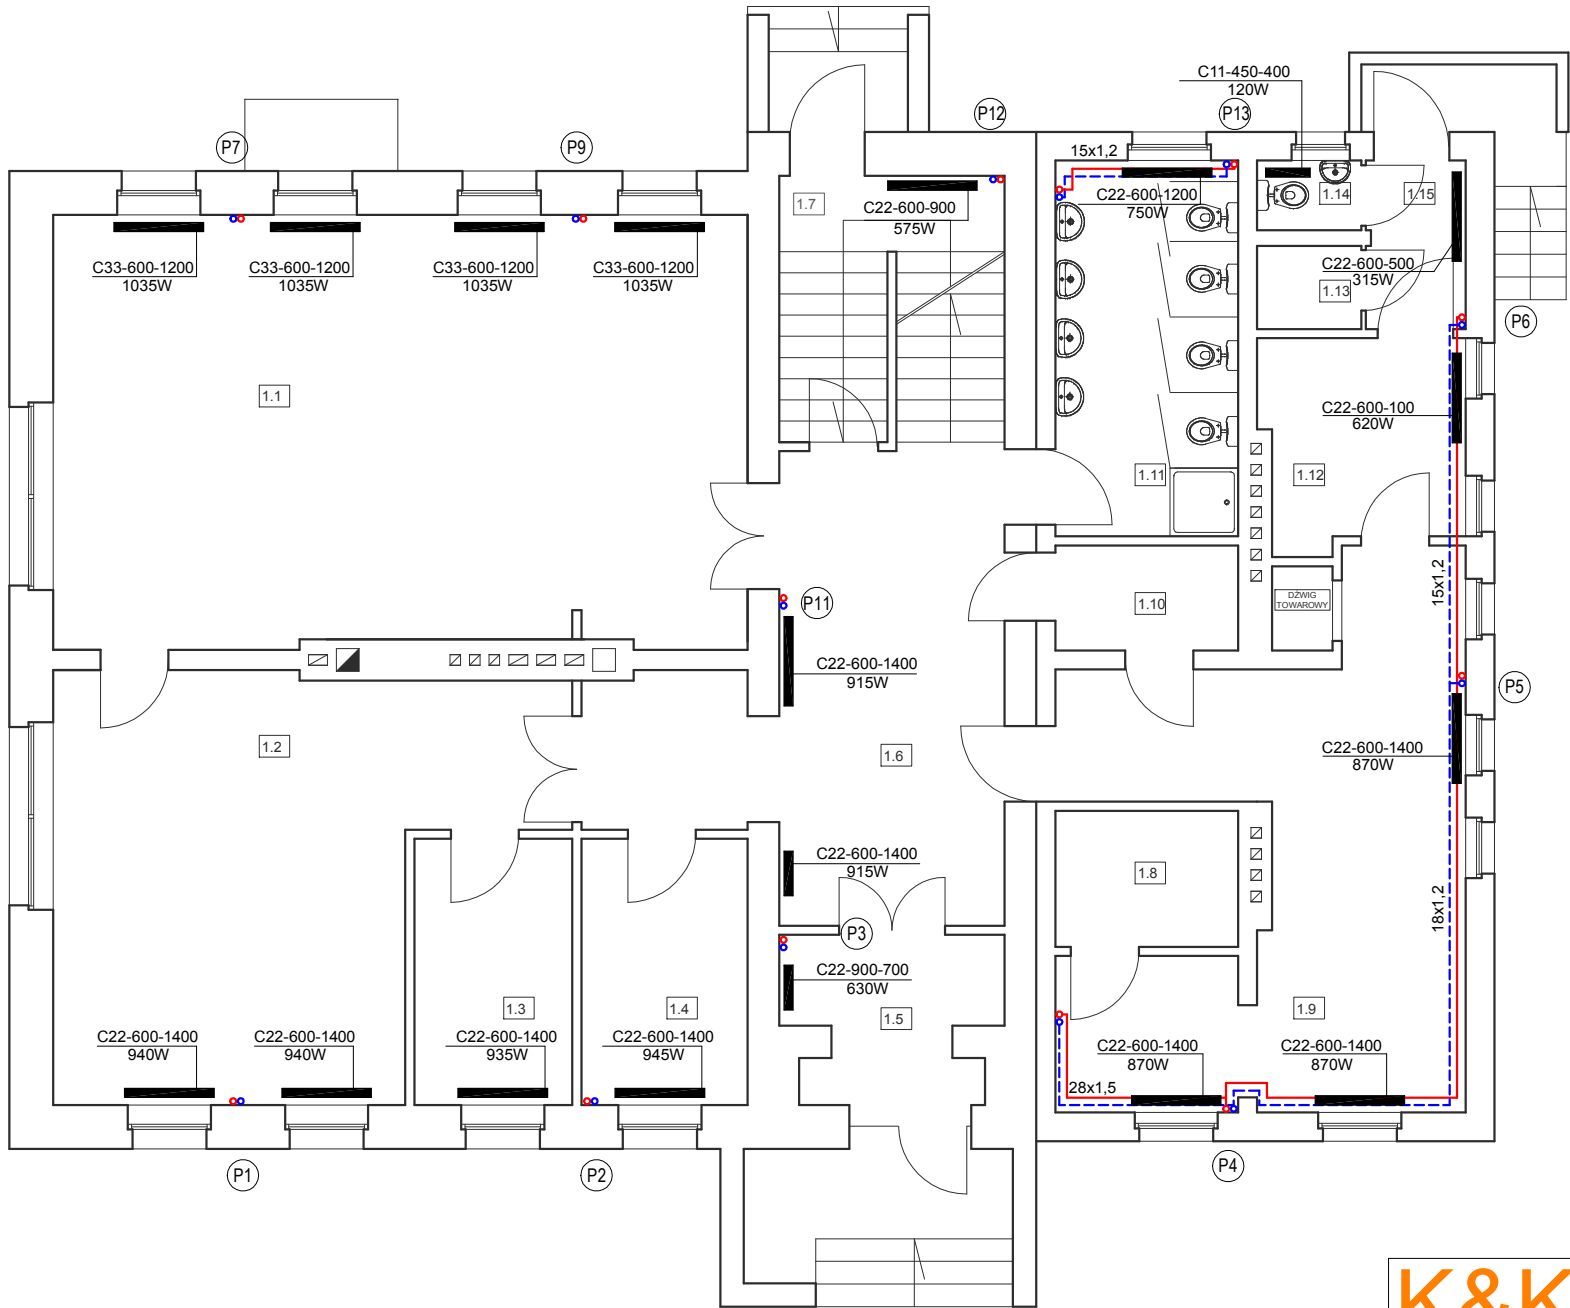 C11-450-400
120W
P12
P13
P7
P9
15x1,2
C22-600-1200
750W
1.14
1.15
1.7
C22-600-900
575W
C33-600-1200
1035W
C33-600-1200
1035W
C33-600-1200
1035W
C33-600-1200
1035W
C22-600-500
315W
1.13
P6
1.1
C22-600-100
620W
1.11
1.12
15x1,2
DŹWIG
TOWAROWY
P11
1.10
C22-600-1400
915W
P5
1.2
1.6
C22-600-1400
870W
C22-600-1400
915W
1.8
18x1,2
P3
C22-900-700
630W
1.3
1.4
1.5
1.9
C22-600-1400
940W
C22-600-1400
940W
C22-600-1400
935W
C22-600-1400
945W
C22-600-1400
870W
C22-600-1400
870W
28x1,5
P1
P2
P4
K&K